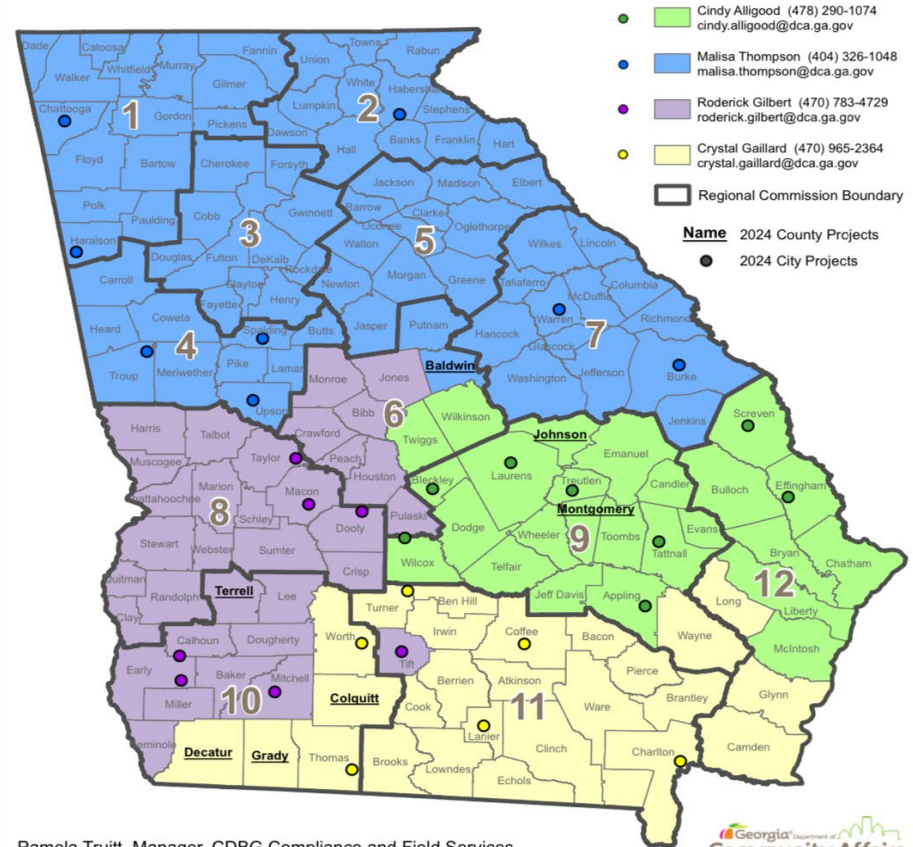 Cindy Alligood (478) 290-1074
cindy.alligood@dca.ga.gov
Malisa Thompson (404) 326-1048
malisa.thompson@dca.ga.gov
Roderick Gilbert (470) 783-4729
roderick.gilbert@dca.ga.gov
Crystal Gaillard (470) 965-2364
crystal.gaillard@dca.ga.gov
Regional Commission Boundary
Name 2024 County Projects
2024 City Projects
Dade Catoosa Whitfield Murray Fannin Union Towns Rabun
Walker Gilmer White Habersham Stephens
Chattooga 1 Gordon Pickens Lumpkin Dawson 2
Hall Banks Franklin Hart
Floyd Bartow Cherokee Forsyth
Jackson Madison Elbert
Polk Paulding Cobb Gwinnett Barrow Clarke
Oconee Oglethorpe
Haralson 3 Walton 5 Wilkes Lincoln
Douglas Fulton DeKalb Rockdale
Carroll Clayton Newton Morgan Greene Taliaferro Columbia
Fayette Henry McDuffie
Coweta Spalding Butts Jasper Putnam Hancock Warren Richmond
Heard 4 Pike Lamar Glascock 7
Troup Meriwether Monroe Jones Baldwin Washington Jefferson Burke
Upson Bibb 6 Wilkinson Jenkins Screven
Harris Talbot Crawford Twiggs Johnson
Muscogee Taylor Peach Emanuel
Houston Bleckley Laurens Treutlen Candler Bulloch Effingham
Marion Macon
8 Schley Dooly Pulaski Montgomery
Stewart Webster Sumter Dodge Wheeler 9 Toombs Tattnall Evans Bryan Chatham
Crisp Wilcox Telfair 12
Randolph Terrell Lee Turner Ben Hill Jeff Davis Appling Long Liberty
Clay Calhoun Dougherty Worth Irwin Coffee Bacon Wayne McIntosh
Early Baker Mitchell Tift Pierce
Miller 10 Colquitt Berrien Atkinson Ware Brantley Glynn
Cook 11
Decatur Grady Thomas Brooks Lanier Clinch Charlton Camden
Lowndes Echols
Pamela Truitt, Manager, CDBG Compliance and Field Services
Georgia Department of
Community Affairs